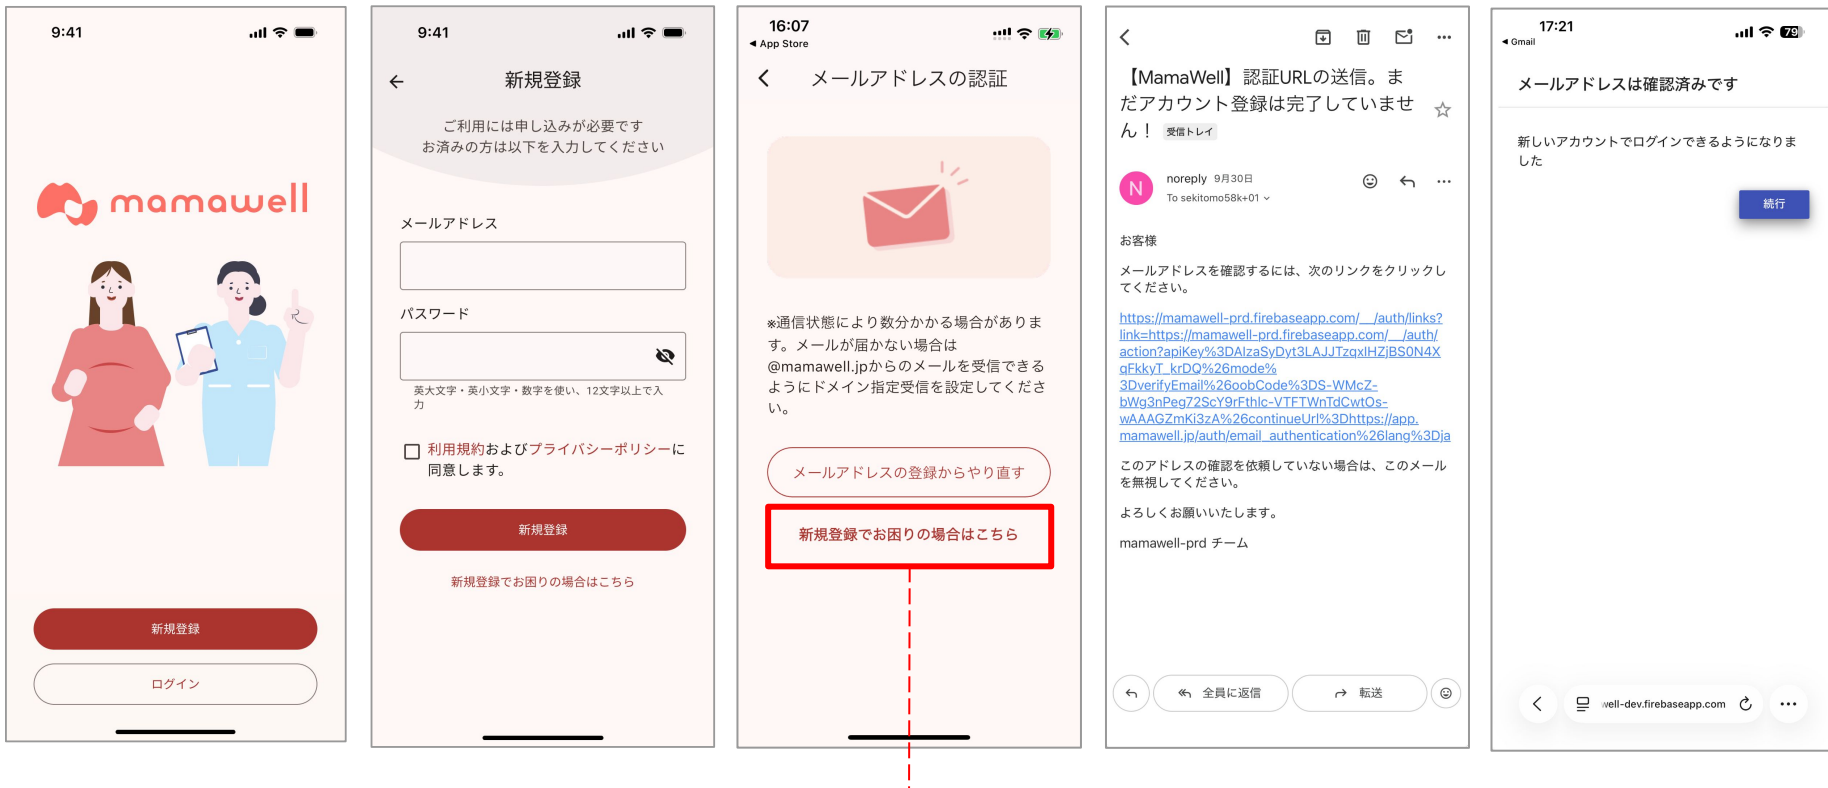 9:41
mamawell
新規登録
ログイン
9:41
新規登録
ご利用には申し込みが必要です
お済みの方は以下を入力してください
メールアドレス
パスワード
英大文字・英小文字・数字を使い、12文字以上で入
力
利用規約およびプライバシーポリシーに
同意します。
新規登録
新規登録でお困りの場合はこちら
16:07
App Store
メールアドレスの認証
※通信状態により数分かかる場合がありま
す。メールが届かない場合は
@mamawell.jpからのメールを受信できる
ようにドメイン指定受信を設定してくださ
い。
メールアドレスの登録からやり直す
新規登録でお困りの場合はこちら
【MamaWell】認証URLの送信。ま
だアカウント登録は完了していませ
ん！ 受信トレイ
N
noreply 9月30日
To sekitomo58k+01
お客様
メールアドレスを確認するには、次のリンクをクリックし
てください。
https://mamawell-prd.firebaseapp.com/__/auth/links?
link=https://mamawell-prd.firebaseapp.com/__/auth/
action?apiKey%3DAIzaSyDyt3LAJJTzqxIHZjBS0N4X
qFkkyT_krDQ%26mode%
3DverifyEmail%26oobCode%3DS-WMcZ-
bWg3nPeg72ScY9rFthlc-VTFTWnTdCwtOs-
wAAAGZmKi3zA%26continueUrl%3Dhttps://app.
mamawell.jp/auth/email_authentication%26lang%3Dja
このアドレスの確認を依頼していない場合は、このメール
を無視してください。
よろしくお願いいたします。
mamawell-prd チーム
全員に返信
転送
17:21
Gmail
79
メールアドレスは確認済みです
新しいアカウントでログインできるようになりま
した
続行
well-dev.firebaseapp.com